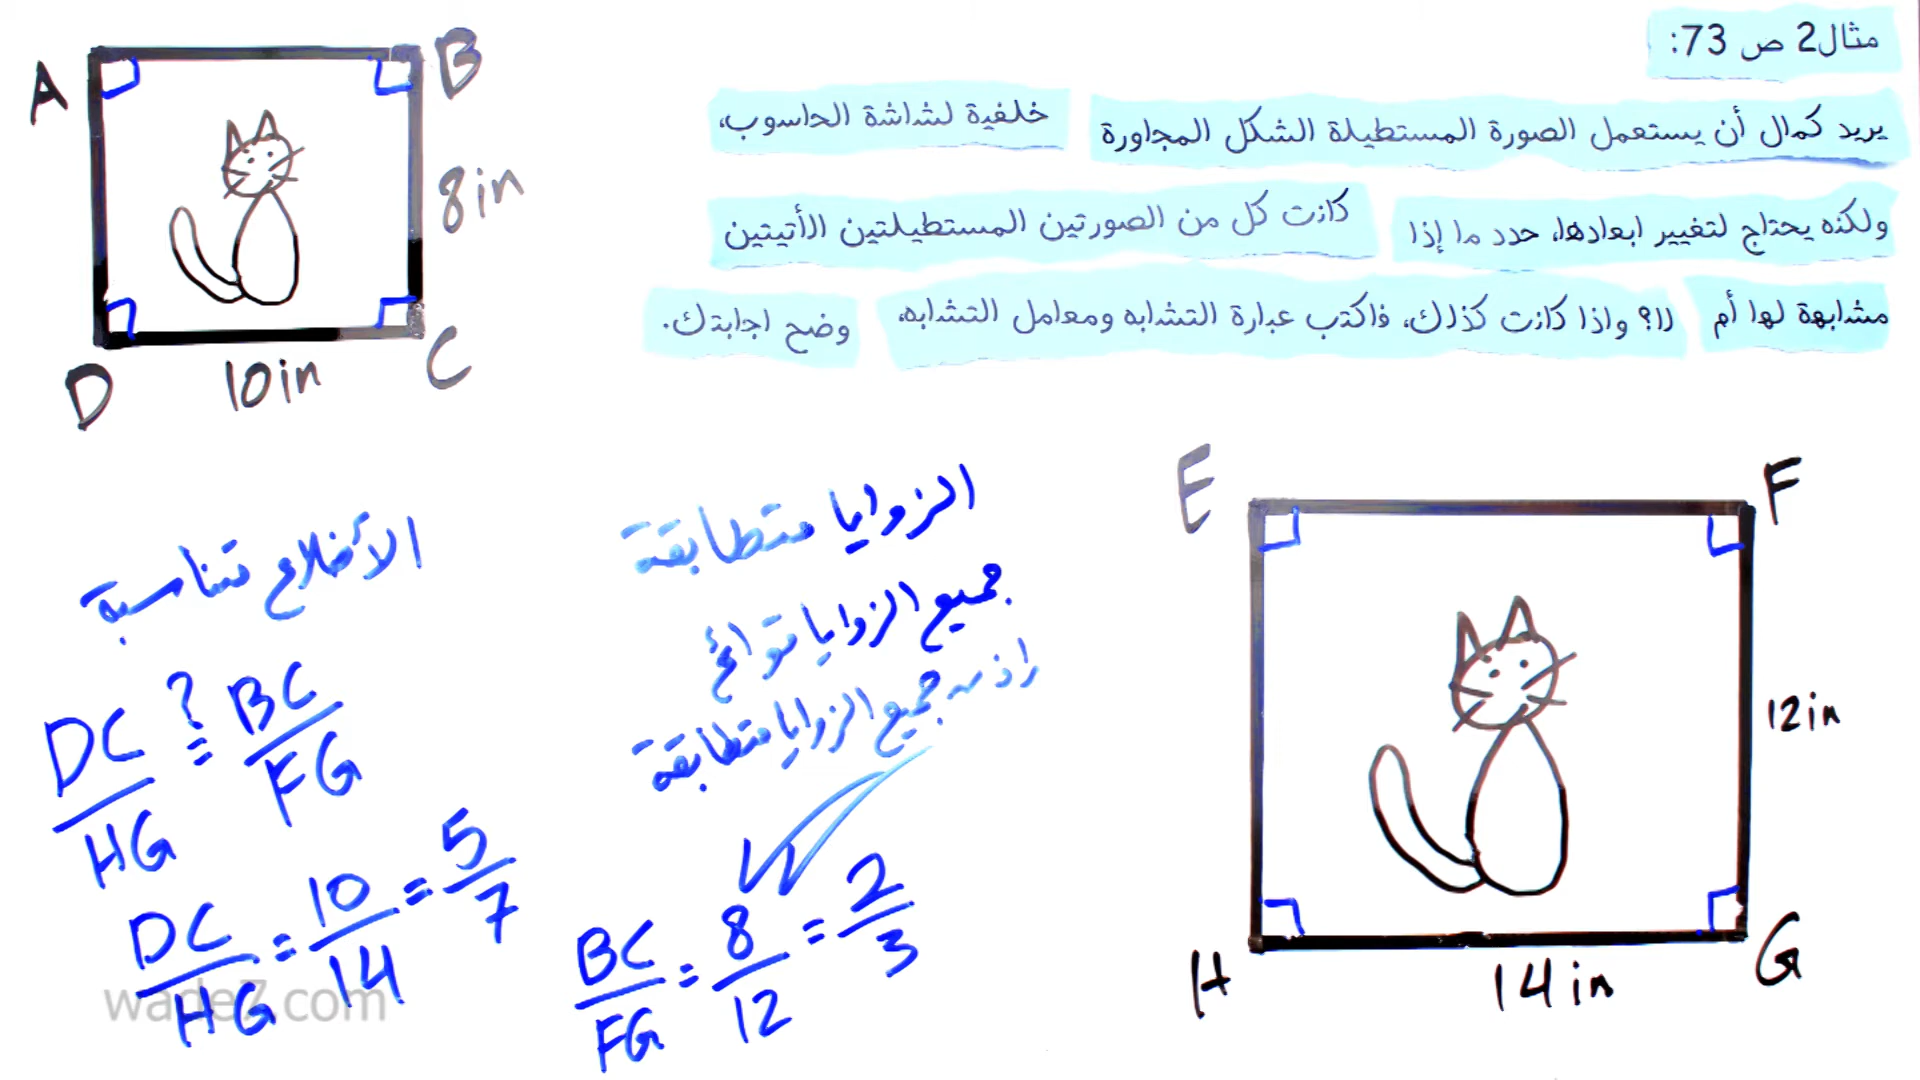 مثال2 ص 73:
يريد كمال أن يستعمل الصورة المستطيلة الشكل المجاورة خلفية لشاشة الحاسوب،
ولكنه يحتاج لتغيير ابعادها، حدد ما إذا كانت كل من الصورتين المستطيلتين الأتيتين
مشابهة لها أم لا؟ واذا كانت كذلك، فاكتب عبارة التشابه ومعامل التشابه، وضح اجابتك.
A
B
8in
D
10in
C
E
F
12in
H
14in
G
الزوايا متطابقة
جميع الزوايا قوائم
إذن جميع الزوايا متطابقة
الأضلاع متناسبة
DC/HG ?= BC/FG
DC/HG = 10/14 = 5/7
BC/FG = 8/12 = 2/3
wade7.com